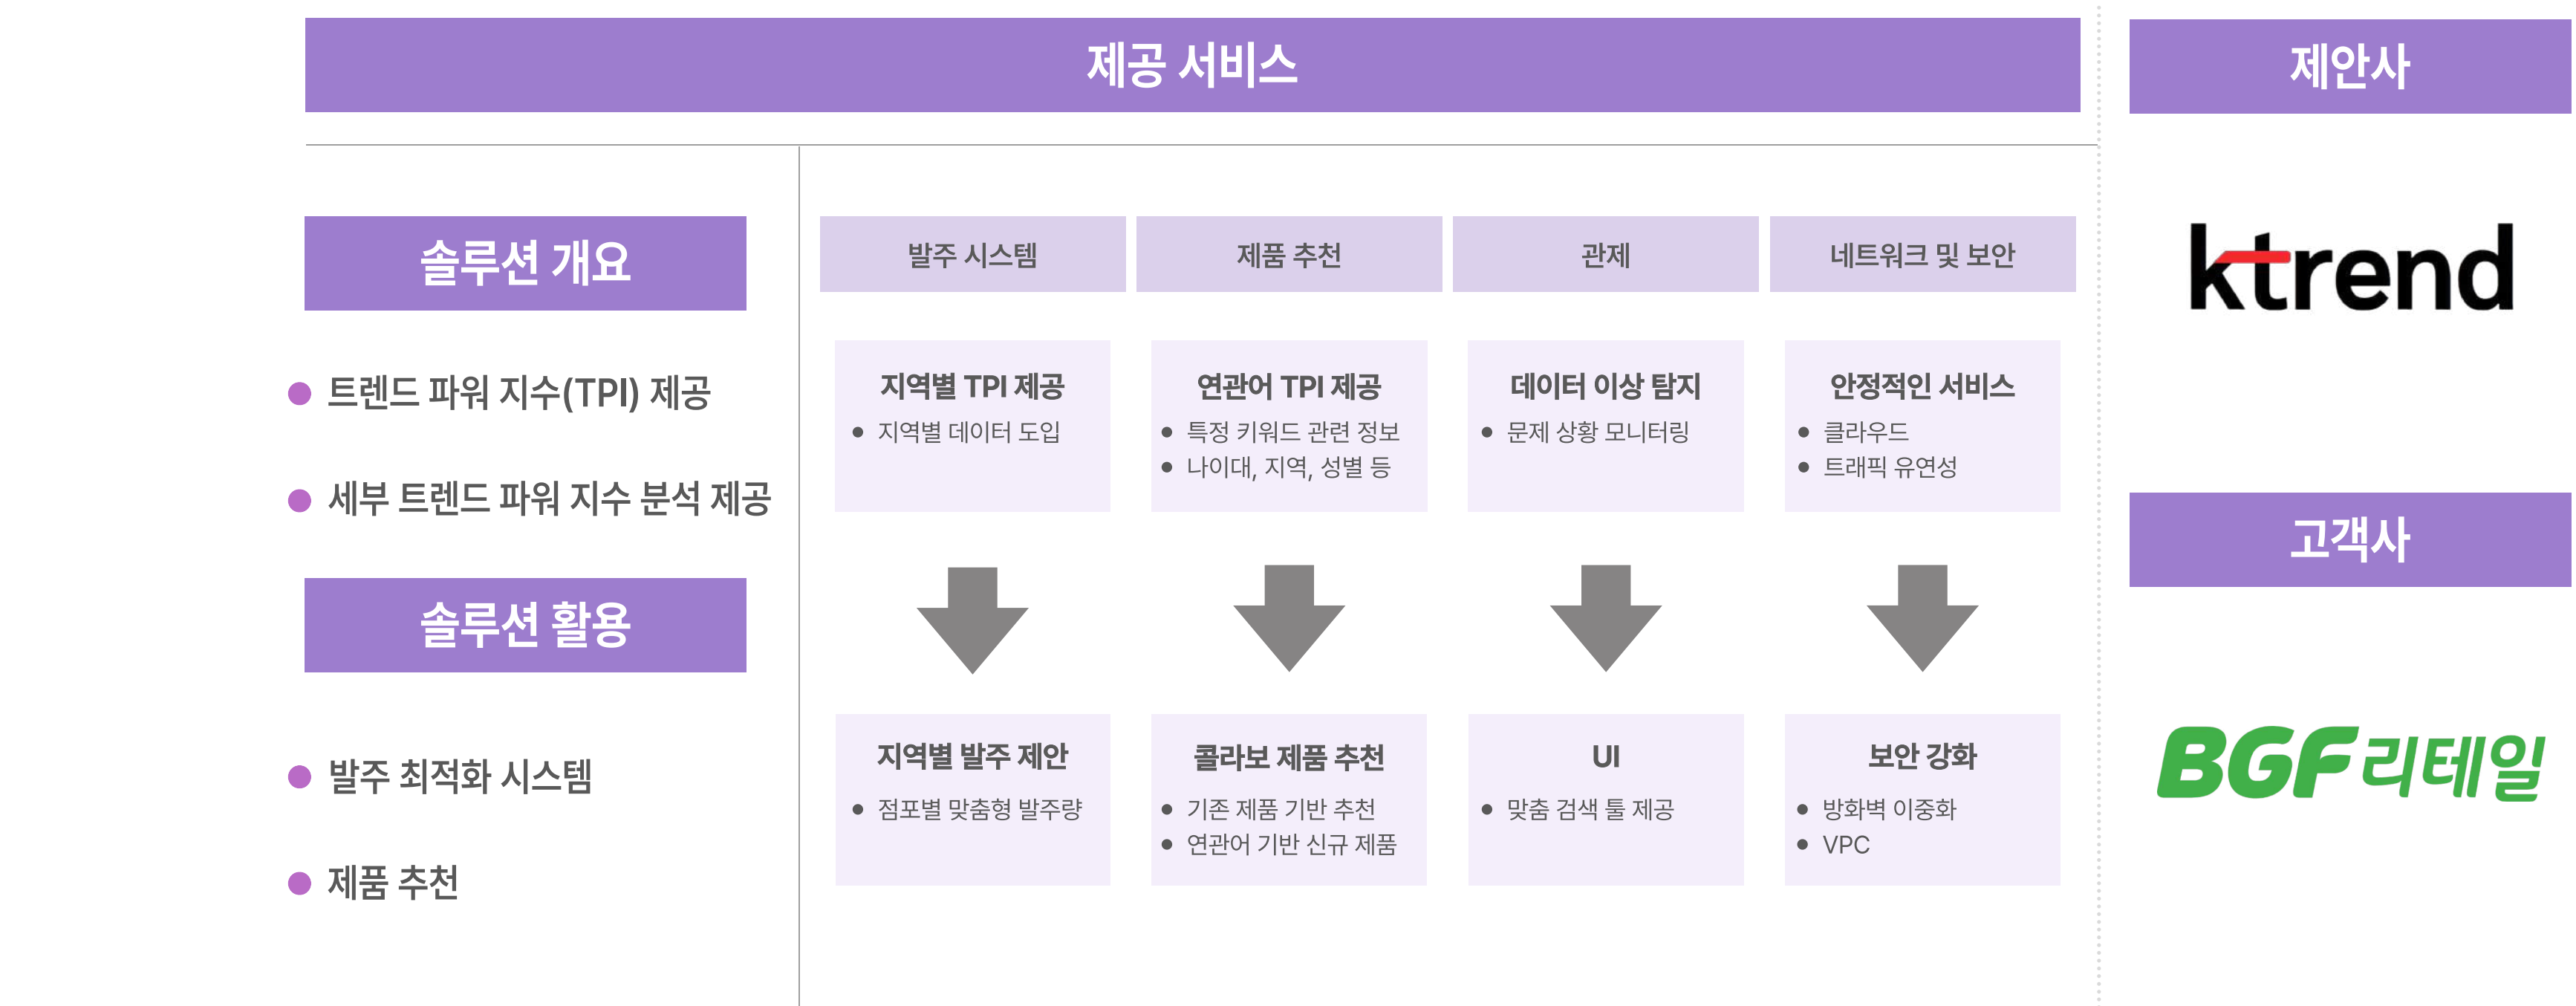 제공 서비스
제안사
솔루션 개요
트렌드 파워 지수(TPI) 제공
세부 트렌드 파워 지수 분석 제공
솔루션 활용
발주 최적화 시스템
제품 추천
발주 시스템
제품 추천
관제
네트워크 및 보안
지역별 TPI 제공
지역별 데이터 도입
연관어 TPI 제공
특정 키워드 관련 정보
나이대, 지역, 성별 등
데이터 이상 탐지
문제 상황 모니터링
안정적인 서비스
클라우드
트래픽 유연성
지역별 발주 제안
점포별 맞춤형 발주량
콜라보 제품 추천
기존 제품 기반 추천
연관어 기반 신규 제품
UI
맞춤 검색 툴 제공
보안 강화
방화벽 이중화
VPC
ktrend
고객사
BGF리테일